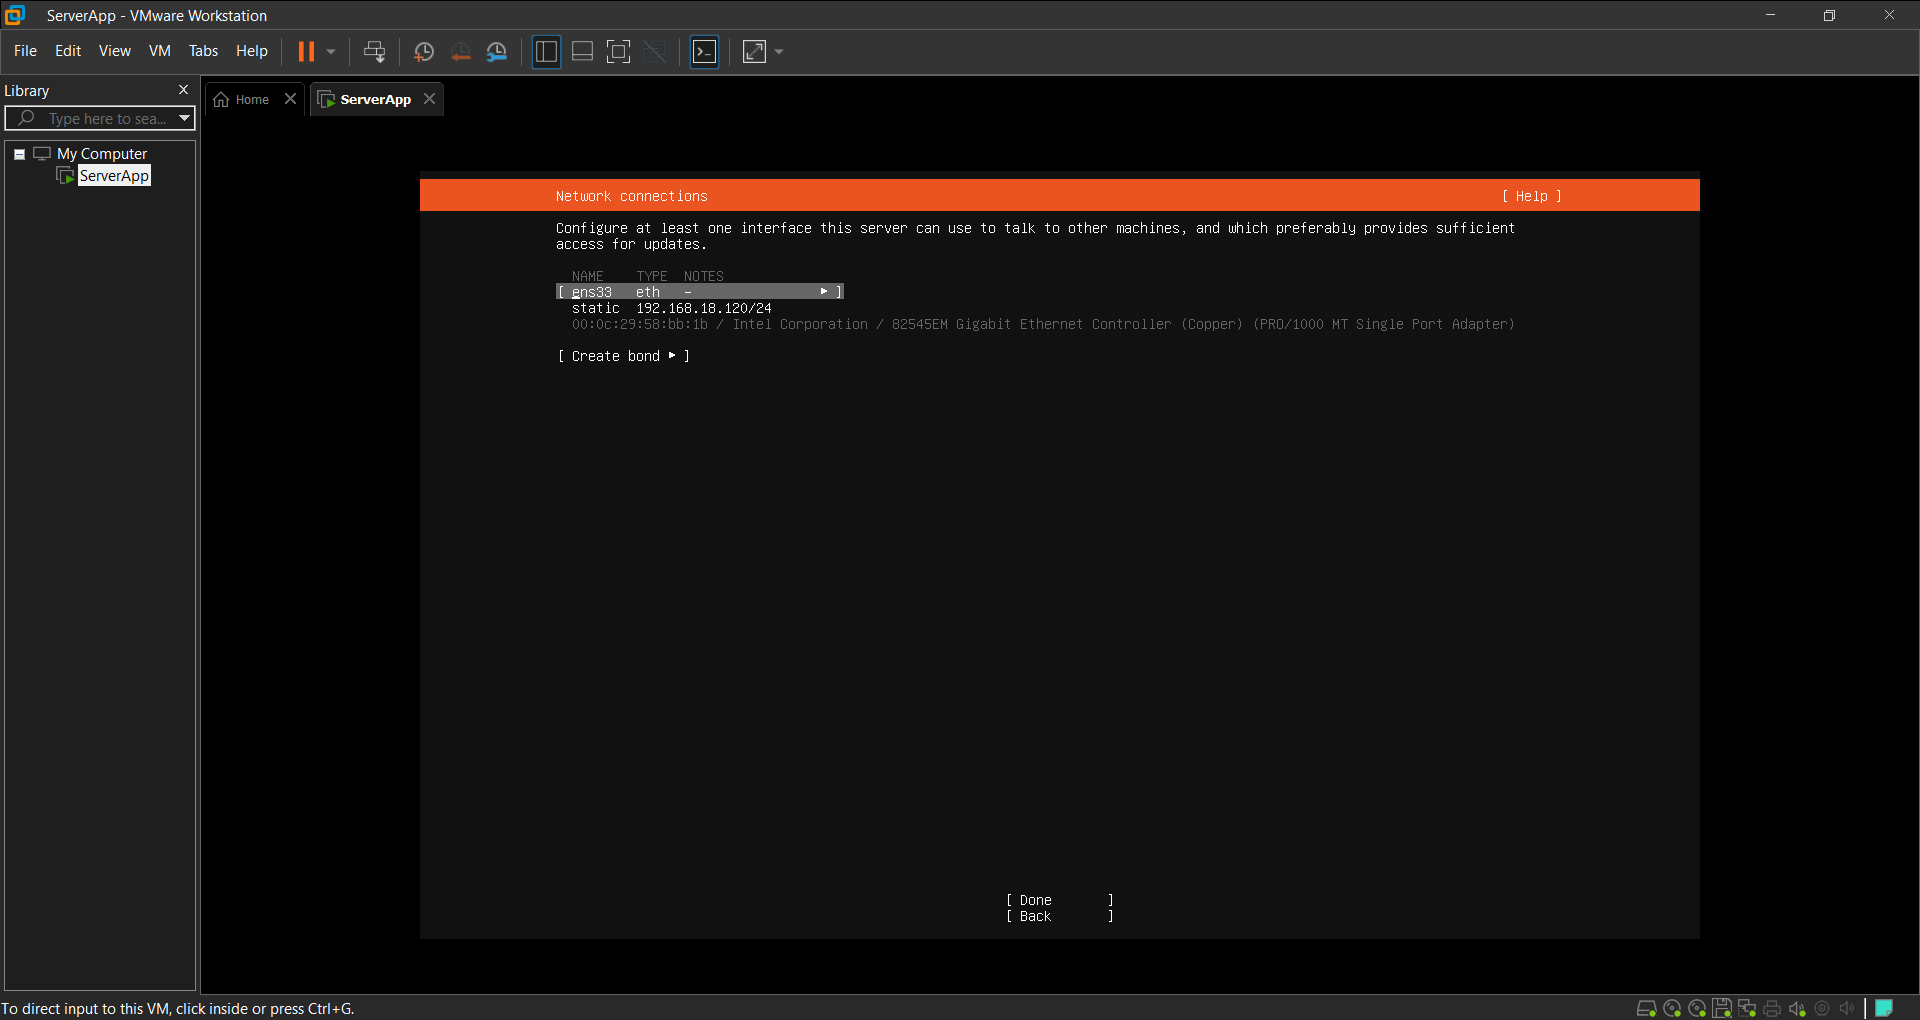 ServerApp - VMware Workstation
File Edit View VM Tabs Help
Library
Type here to sea...
My Computer
ServerApp
Home
ServerApp
Network connections [ Help ]
Configure at least one interface this server can use to talk to other machines, and which preferably provides sufficient
access for updates.
NAME TYPE NOTES
[ ens33 eth - ▸ ]
static 192.168.18.120/24
00:0c:29:58:bb:1b / Intel Corporation / 82545EM Gigabit Ethernet Controller (Copper) (PRO/1000 MT Single Port Adapter)
[ Create bond ▸ ]
[ Done ]
[ Back ]
To direct input to this VM, click inside or press Ctrl+G.